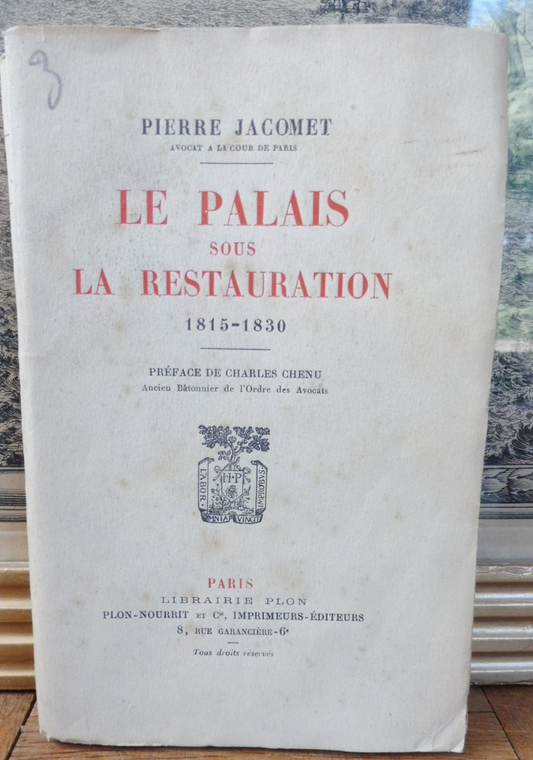 3
PIERRE JACOMET
AVOCAT A LA COUR DE PARIS
LE PALAIS
SOUS
LA RESTAURATION
1815-1830
PRÉFACE DE CHARLES CHENU
Ancien Bâtonnier de l'Ordre des Avocats
LABOR
H·P
IMPROBVS
OMNIA VINCIT
PARIS
LIBRAIRIE PLON
PLON-NOURRIT ET Cie, IMPRIMEURS-ÉDITEURS
8, RUE GARANCIÈRE-6e
Tous droits réservés